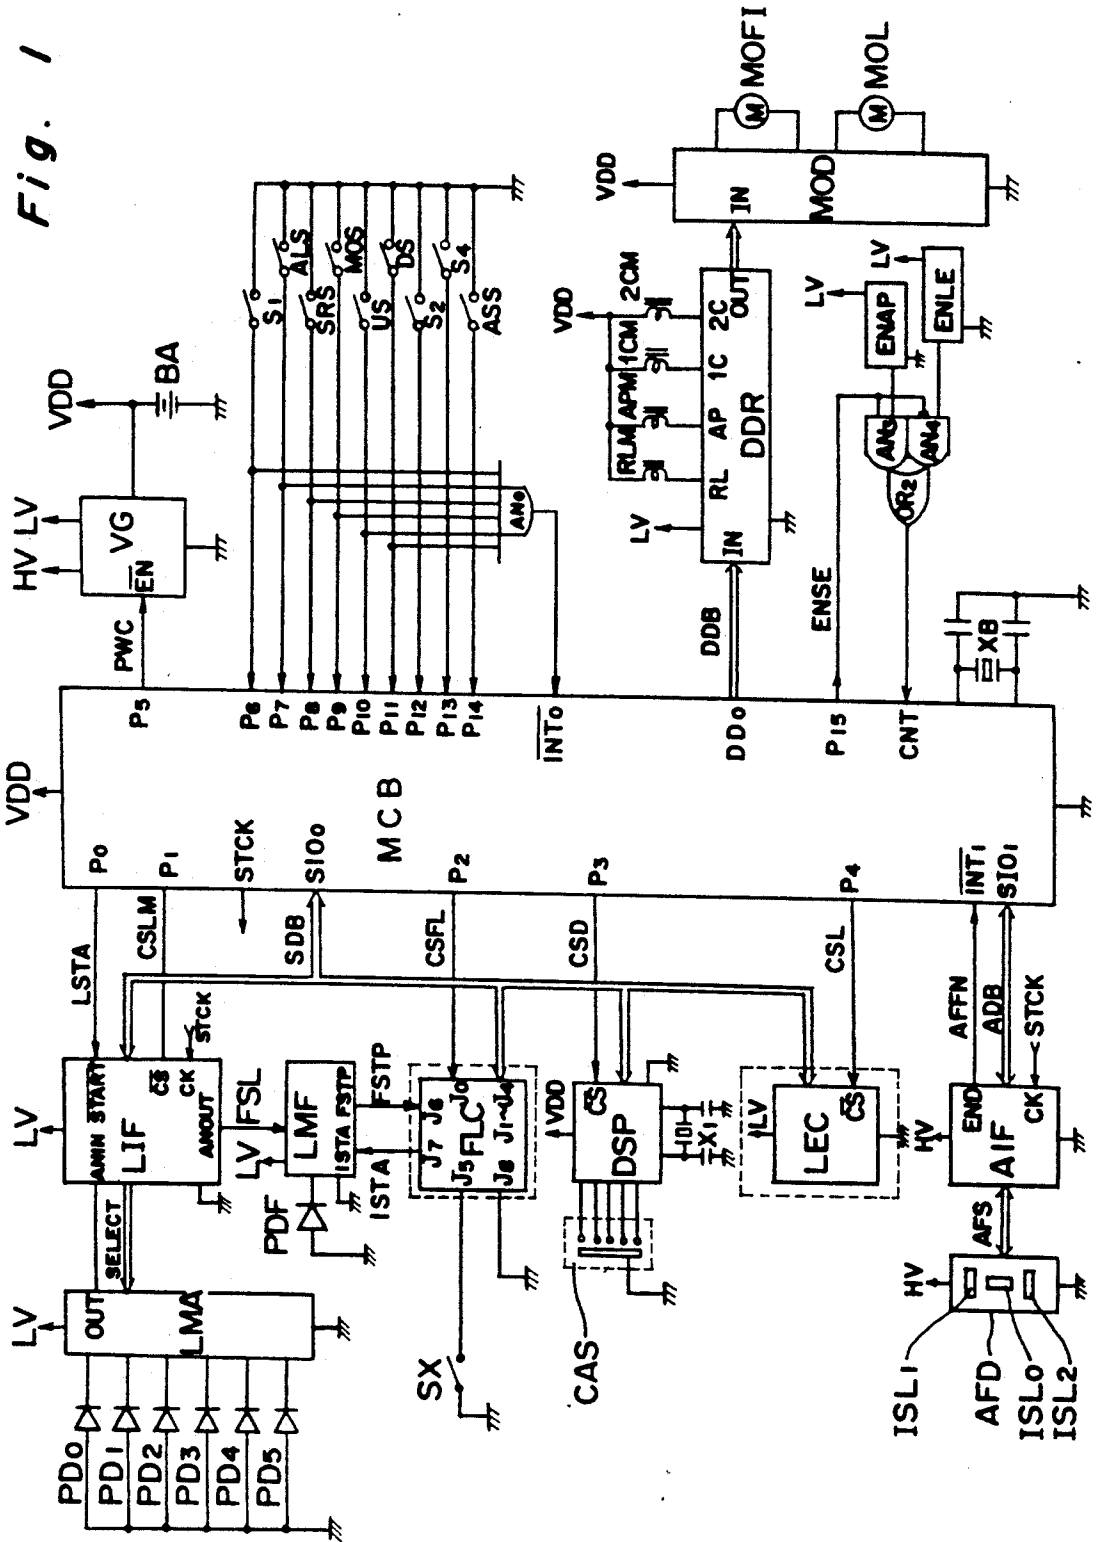 Fig. 1
VDD
HV LV
VDD
VG
EN
BA
PWC
P5
MCB
P0
P1
STCK
SIO0
P2
P3
P4
INT1
SIO1
P6
P7
P8
P9
P10
P11
P12
P13
P14
INT0
DD0
P15
CNT
S1
ALS
SRS
MOS
US
DS
S2
S4
ASS
AN0
DDB
LV
VDD
RLM
APM
1CM
2CM
IN
RL
AP
1C
2C
OUT
DDR
VDD
IN
MOD
MOFI
M
MOL
M
ENSE
LV
ENAP
LV
ENLE
AN3
AN4
OR2
XB
LSTA
CSLM
SDB
CSFL
CSD
CSL
AFFN
ADB
STCK
LV
AMIN START
LIF
CS
CK
STCK
ANOUT
FSL
LV
LMF
ISTA FSTP
FSTP
ISTA
PDF
SELECT
LV
OUT
LMA
PD0
PD1
PD2
PD3
PD4
PD5
J7
J6
J0
J5
FLC
J8
J1~J4
SX
VDD
CS
DSP
X1
CAS
LV
LEC
CS
HV
END
AIF
CK
AFS
HV
ISL1
AFD
ISL0
ISL2